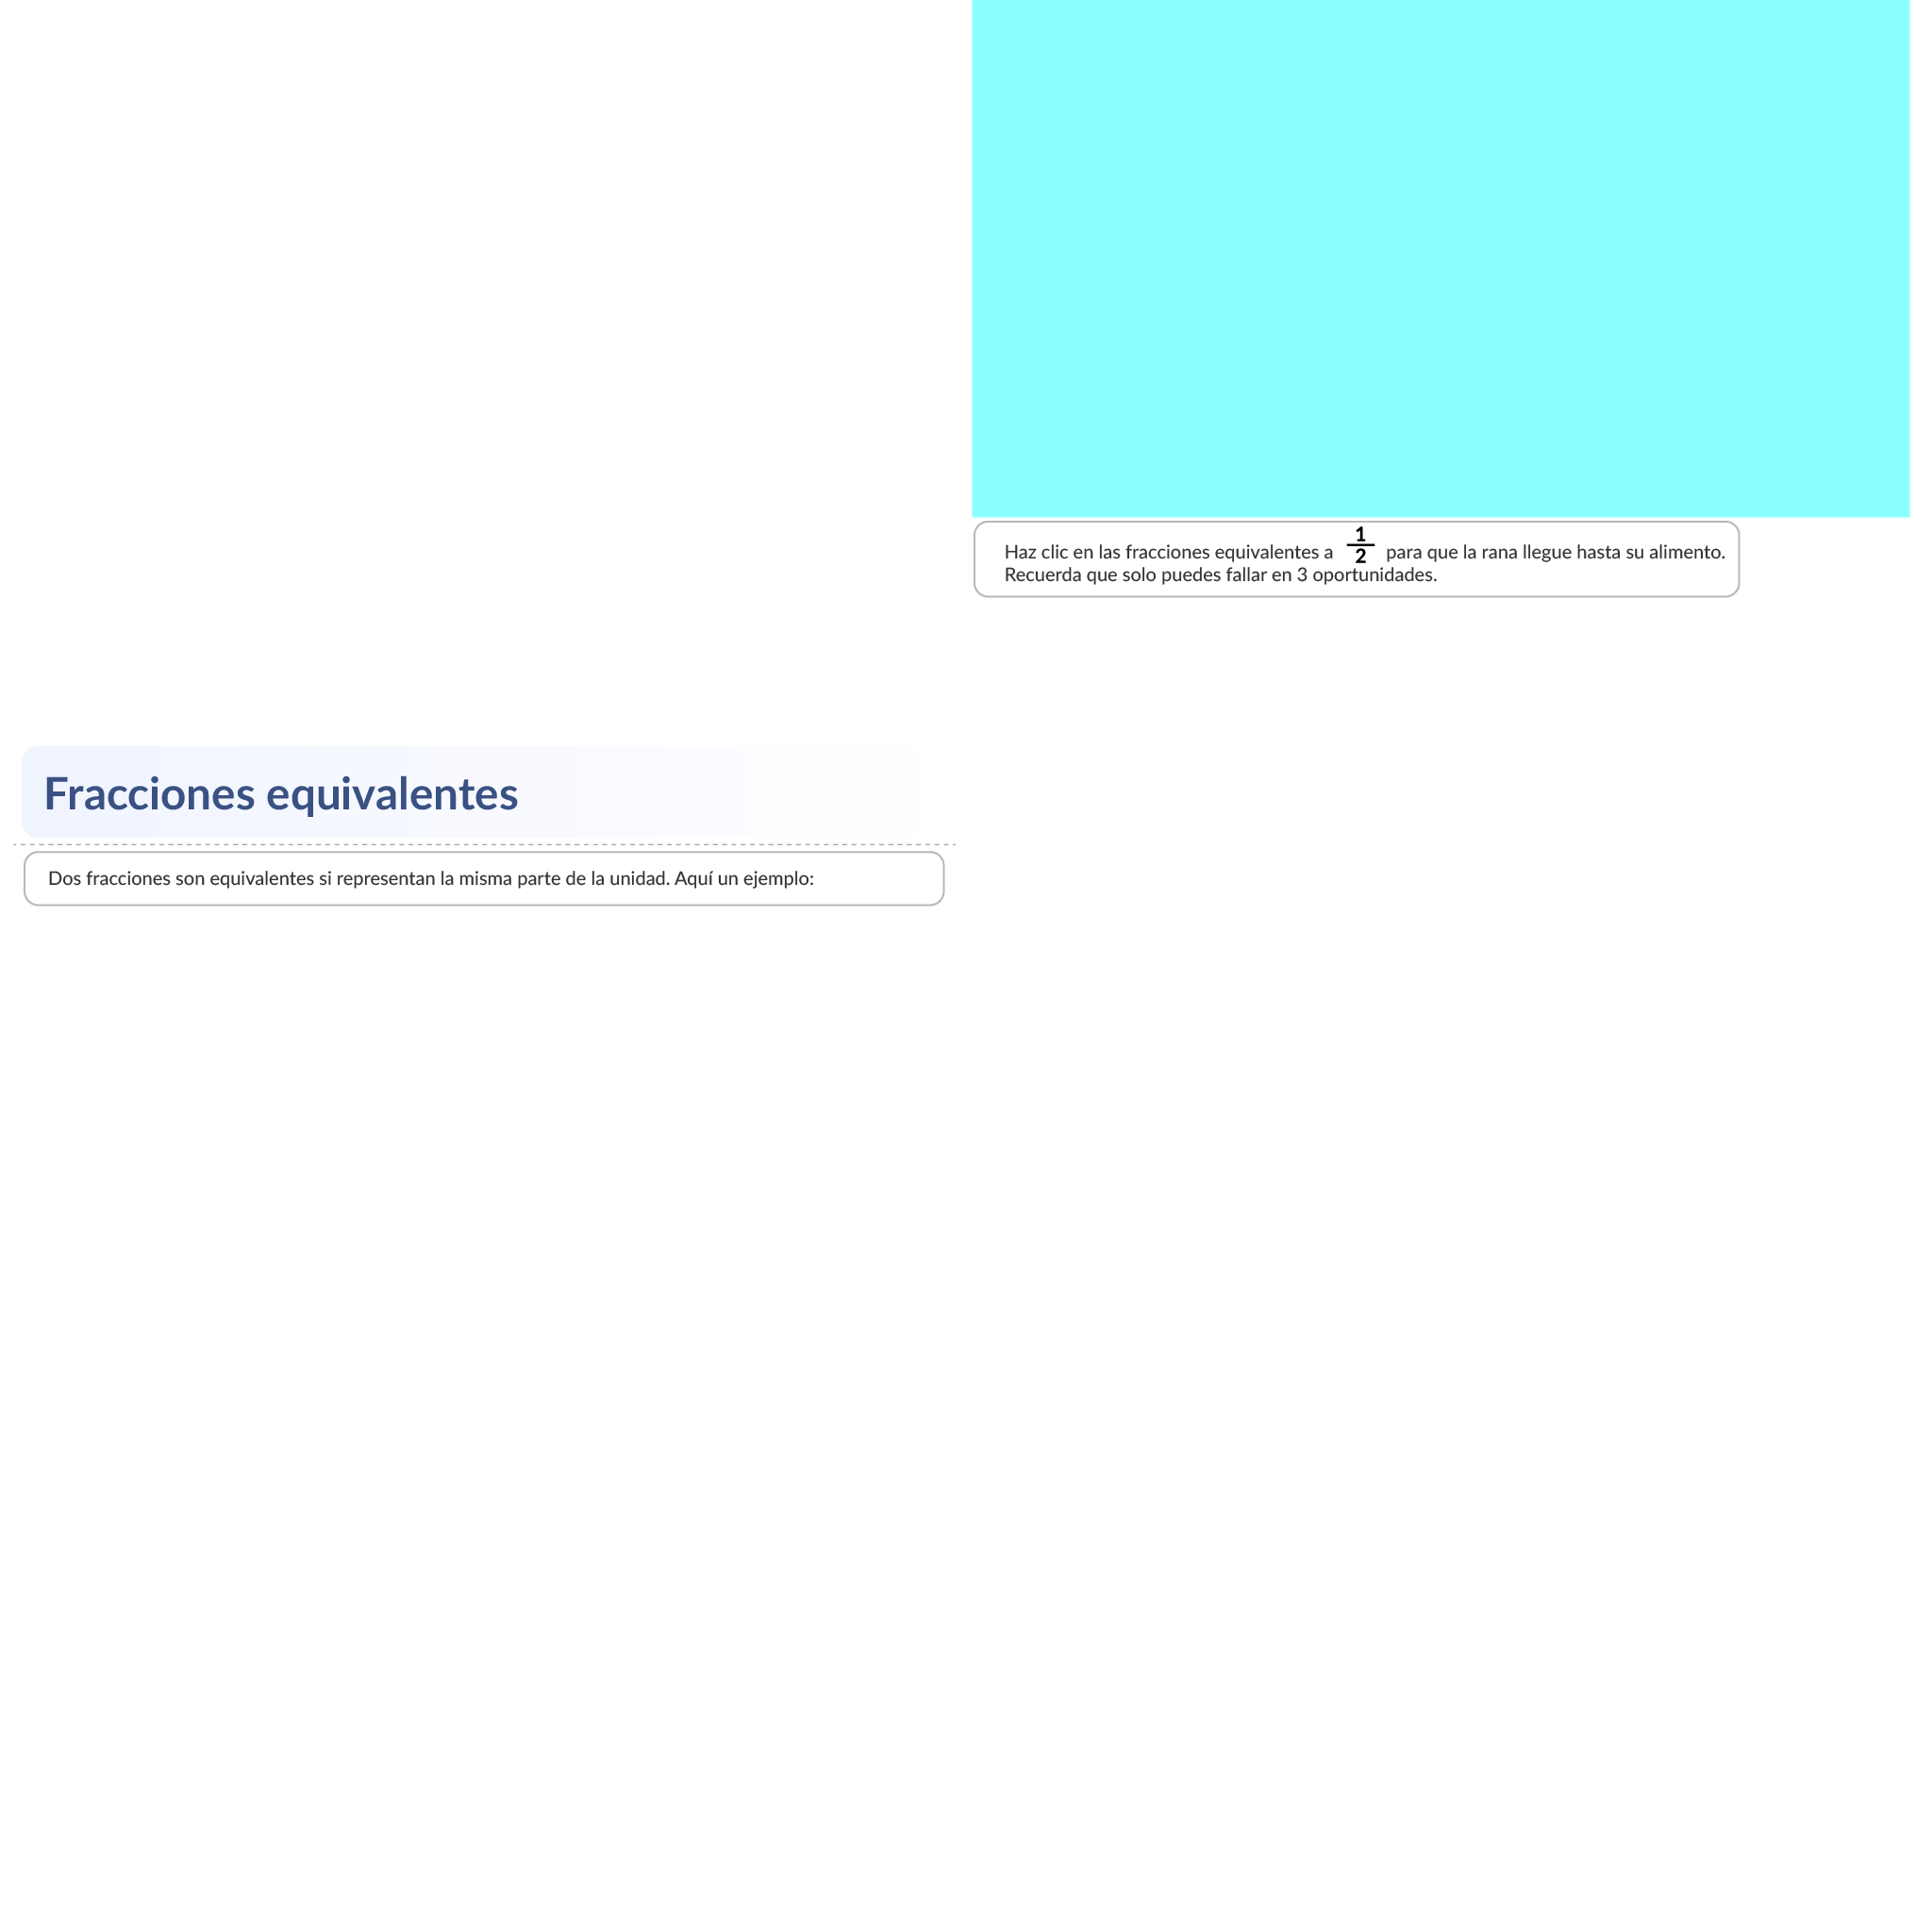 Haz clic en las fracciones equivalentes a 1/2 para que la rana llegue hasta su alimento.
Recuerda que solo puedes fallar en 3 oportunidades.
Fracciones equivalentes
Dos fracciones son equivalentes si representan la misma parte de la unidad. Aquí un ejemplo: